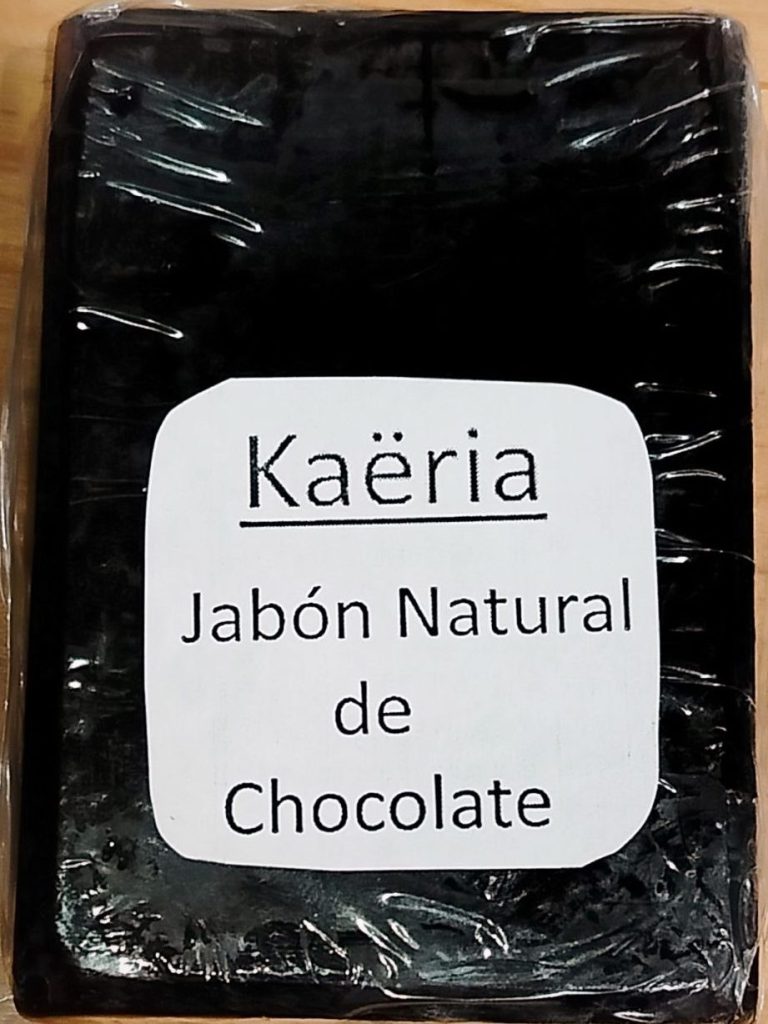 Kaëria
Jabón Natural
de
Chocolate